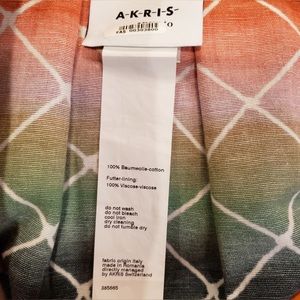 A-K-R-I-S-
100% Baumwolle-cotton
Futter-lining:
100% Viscose-viscose
do not wash
do not bleach
cool iron
dry cleaning
do not tumble dry
fabric origin italy
made in Romania
directly managed
by AKRIS Switzerland
285665